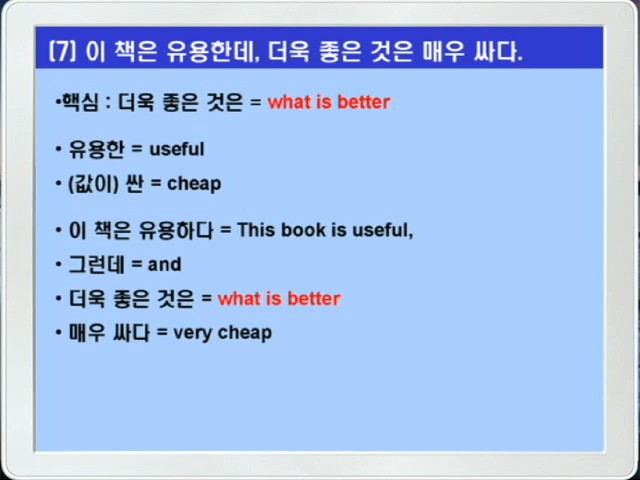 [7] 이 책은 유용한데, 더욱 좋은 것은 매우 싸다.
•핵심 : 더욱 좋은 것은 = what is better
• 유용한 = useful
• (값이) 싼 = cheap
• 이 책은 유용하다 = This book is useful,
• 그런데 = and
• 더욱 좋은 것은 = what is better
• 매우 싸다 = very cheap